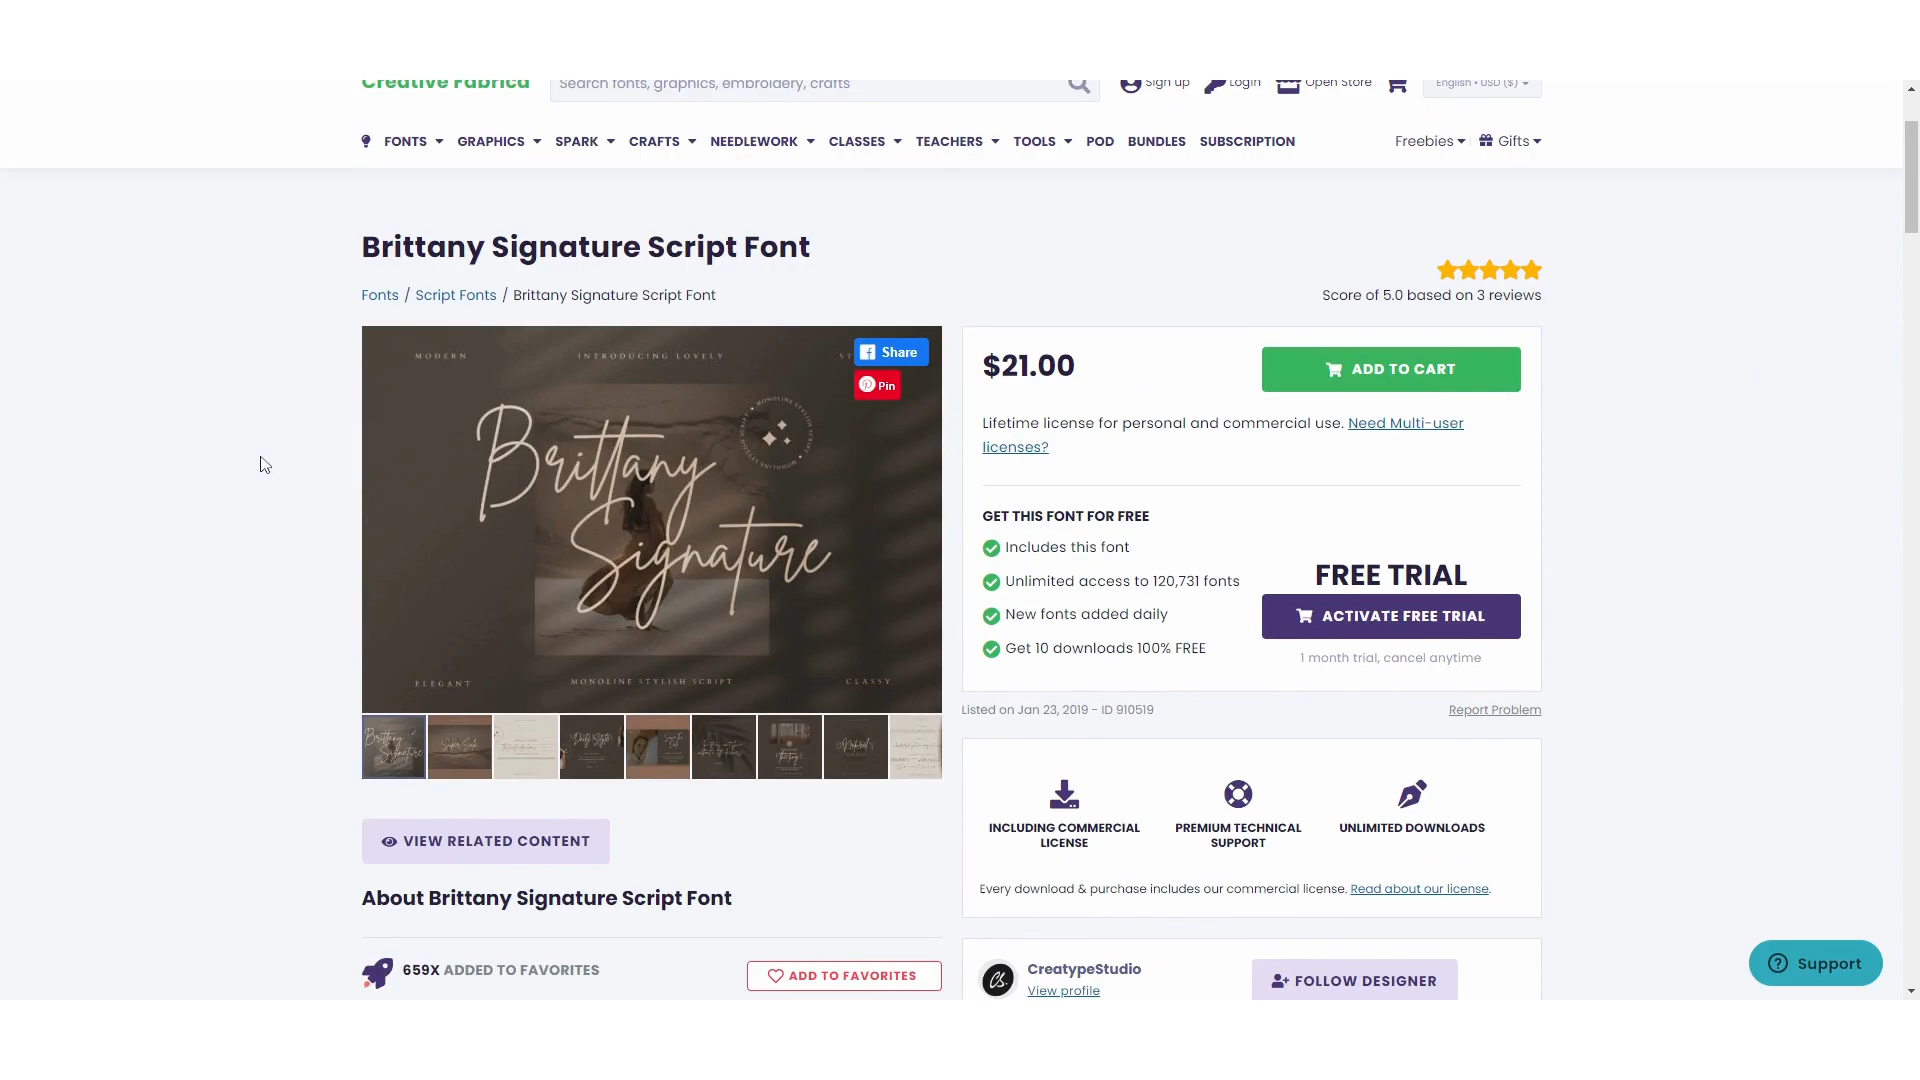 Creative Fabrica
Search fonts, graphics, embroidery, crafts
Sign up
Login
Open Store
English • USD ($)
FONTS GRAPHICS SPARK CRAFTS NEEDLEWORK CLASSES TEACHERS TOOLS POD BUNDLES SUBSCRIPTION
Freebies
Gifts
Brittany Signature Script Font
Fonts / Script Fonts / Brittany Signature Script Font
Score of 5.0 based on 3 reviews
MODERN
INTRODUCING LOVELY
Share
Pin
Brittany
Signature
ELEGANT
MONOLINE STYLISH SCRIPT
CLASSY
$21.00
ADD TO CART
Lifetime license for personal and commercial use. Need Multi-user
licenses?
GET THIS FONT FOR FREE
Includes this font
Unlimited access to 120,731 fonts
New fonts added daily
Get 10 downloads 100% FREE
FREE TRIAL
ACTIVATE FREE TRIAL
1 month trial, cancel anytime
Listed on Jan 23, 2019 - ID 910519
Report Problem
INCLUDING COMMERCIAL
LICENSE
PREMIUM TECHNICAL
SUPPORT
UNLIMITED DOWNLOADS
Every download & purchase includes our commercial license. Read about our license.
VIEW RELATED CONTENT
About Brittany Signature Script Font
659X ADDED TO FAVORITES
ADD TO FAVORITES
CreatypeStudio
View profile
FOLLOW DESIGNER
Support